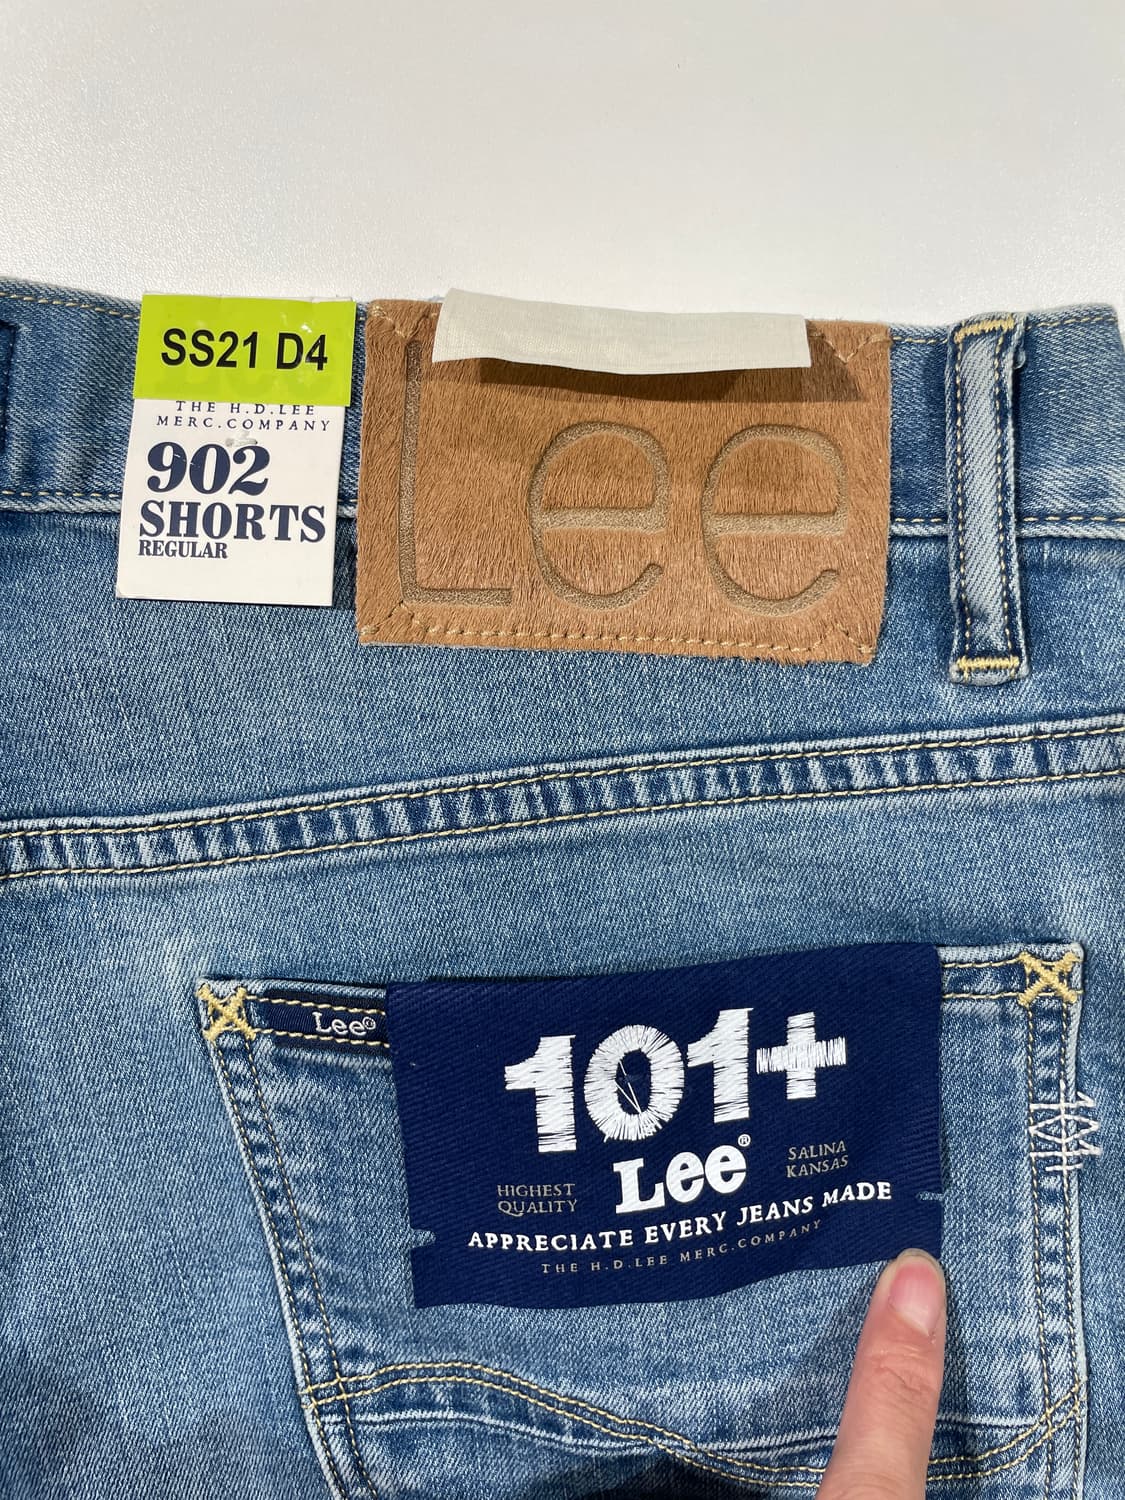 SS21 D4
THE H.D.LEE
MERC.COMPANY
902
SHORTS
REGULAR
Lee
Lee®
101+
Lee®
HIGHEST
QUALITY
SALINA
KANSAS
APPRECIATE EVERY JEANS MADE
THE H.D.LEE MERC.COMPANY
101